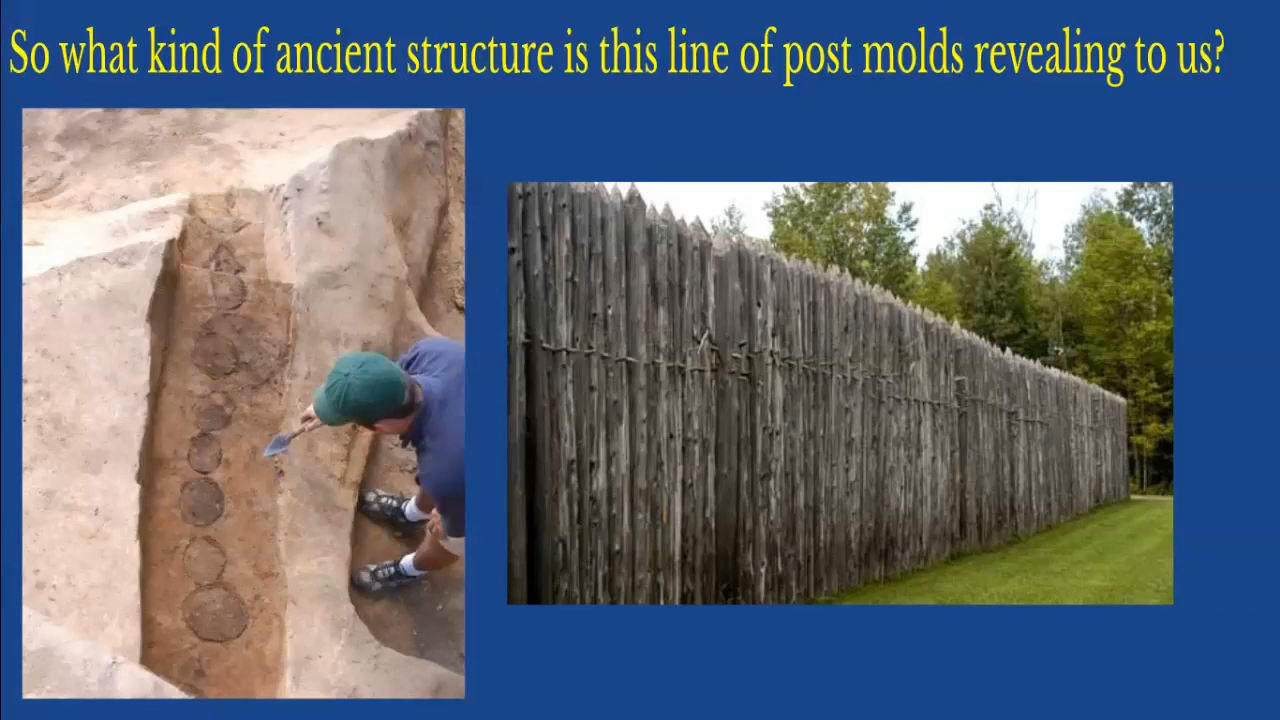 So what kind of ancient structure is this line of post molds revealing to us?